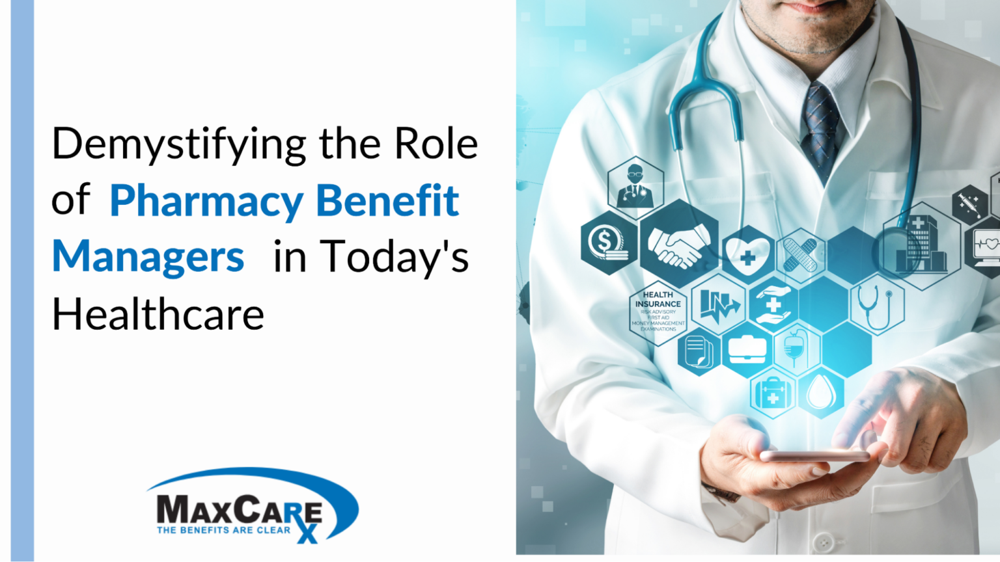 Demystifying the Role
of Pharmacy Benefit
Managers in Today's
Healthcare
MAXCARE
THE BENEFITS ARE CLEAR X
HEALTH
INSURANCE
RISK ADVISORY
FIRST AID
MONEY MANAGEMENT
EXAMINATIONS